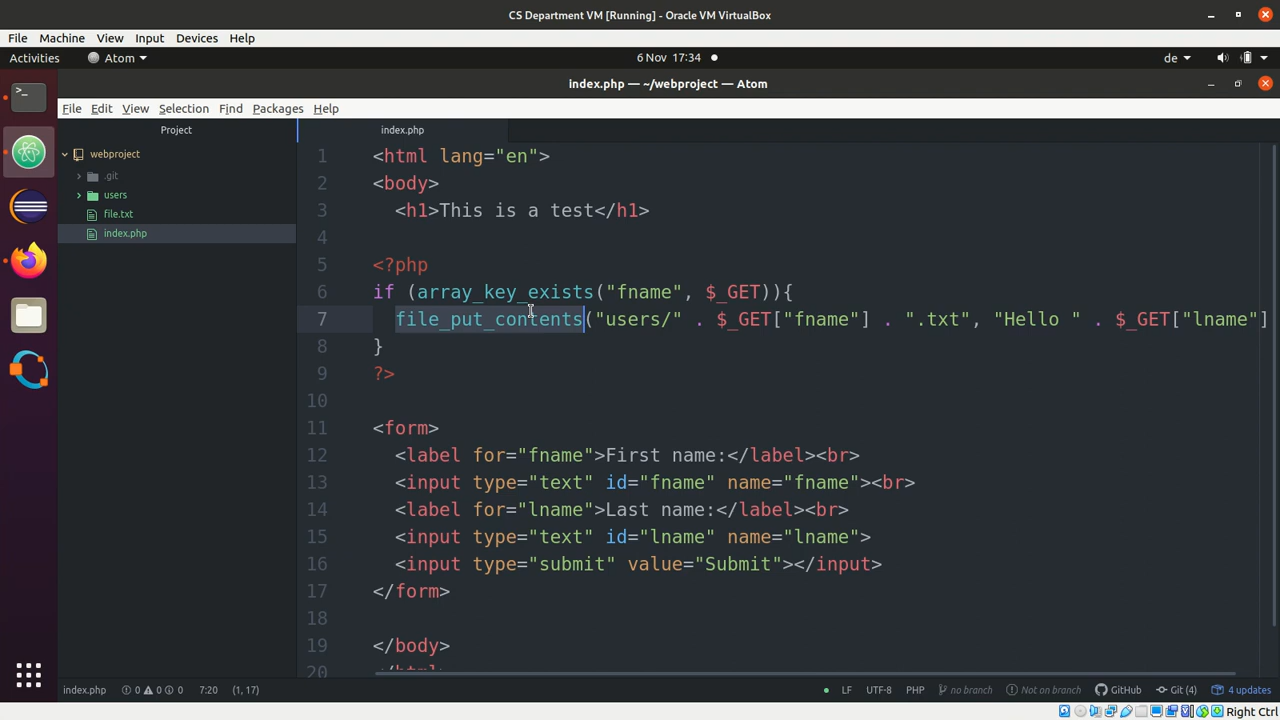 CS Department VM [Running] - Oracle VM VirtualBox
File Machine View Input Devices Help
Activities Atom 6 Nov 17:34 de
index.php — ~/webproject — Atom
File Edit View Selection Find Packages Help
Project index.php
webproject
.git
users
file.txt
index.php
1 <html lang="en">
2 <body>
3 <h1>This is a test</h1>
4
5 <?php
6 if (array_key_exists("fname", $_GET)){
7 file_put_contents("users/" . $_GET["fname"] . ".txt", "Hello " . $_GET["lname"]
8 }
9 ?>
10
11 <form>
12 <label for="fname">First name:</label><br>
13 <input type="text" id="fname" name="fname"><br>
14 <label for="lname">Last name:</label><br>
15 <input type="text" id="lname" name="lname">
16 <input type="submit" value="Submit"></input>
17 </form>
18
19 </body>
20 </html>
index.php 0 0 0 7:20 (1, 17) LF UTF-8 PHP no branch Not on branch GitHub Git (4) 4 updates
Right Ctrl